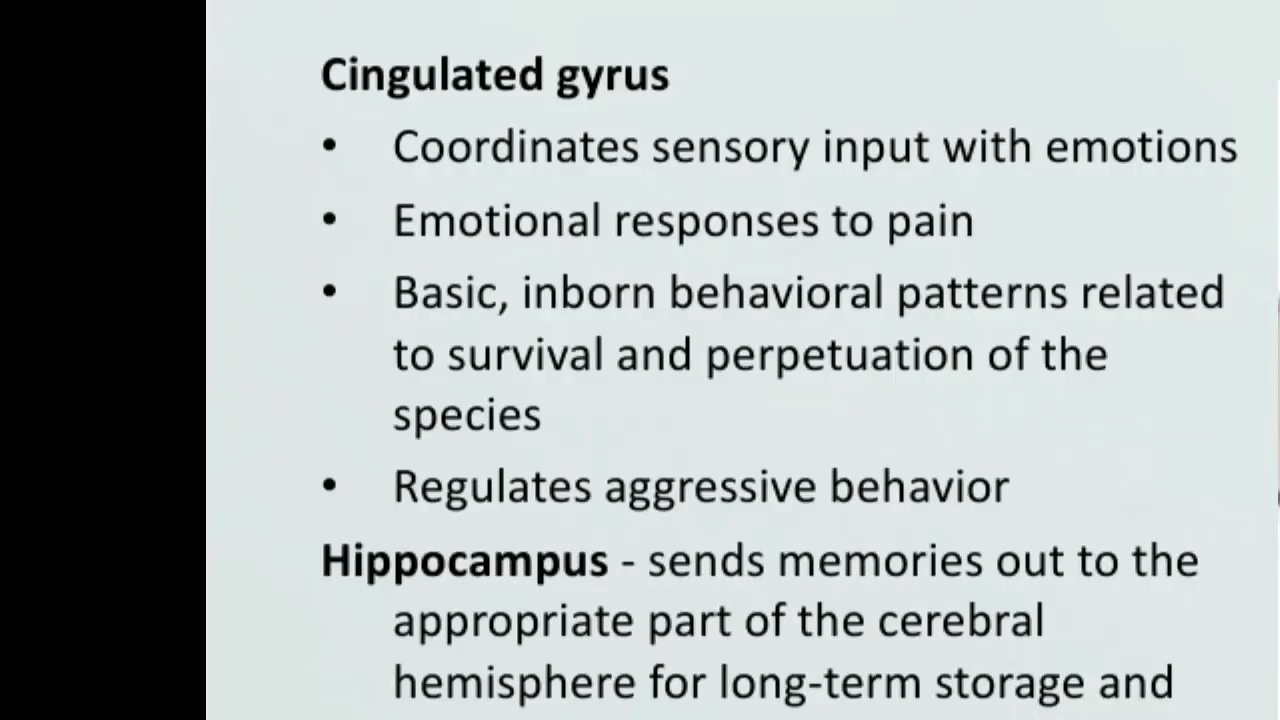 Cingulated gyrus
• Coordinates sensory input with emotions
• Emotional responses to pain
• Basic, inborn behavioral patterns related
to survival and perpetuation of the
species
• Regulates aggressive behavior
Hippocampus - sends memories out to the
appropriate part of the cerebral
hemisphere for long-term storage and